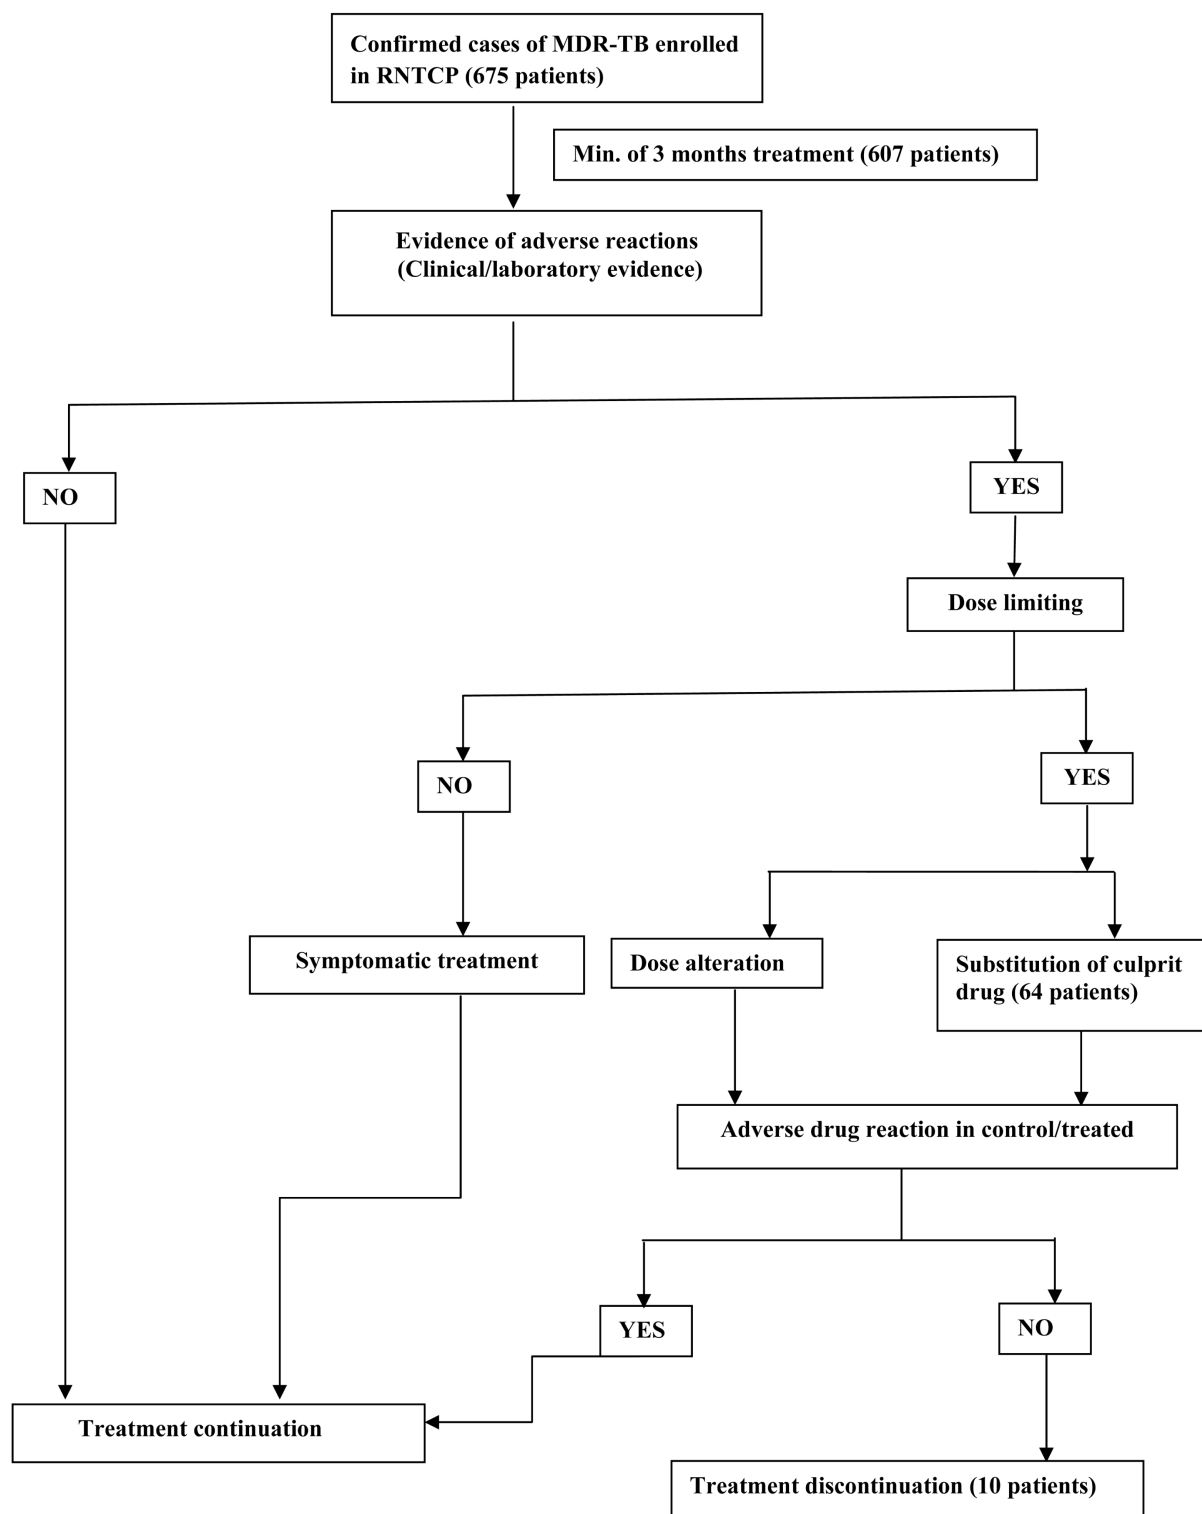 Confirmed cases of MDR-TB enrolled
in RNTCP (675 patients)
Min. of 3 months treatment (607 patients)
Evidence of adverse reactions
(Clinical/laboratory evidence)
NO
YES
Dose limiting
NO
YES
Symptomatic treatment
Dose alteration
Substitution of culprit
drug (64 patients)
Adverse drug reaction in control/treated
YES
NO
Treatment continuation
Treatment discontinuation (10 patients)